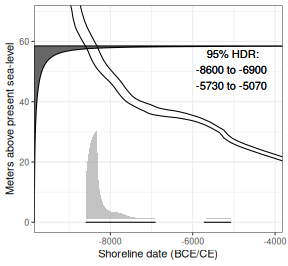 Meters above present sea-level
60
40
20
0
95% HDR:
-8600 to -6900
-5730 to -5070
-8000
-6000
-4000
Shoreline date (BCE/CE)